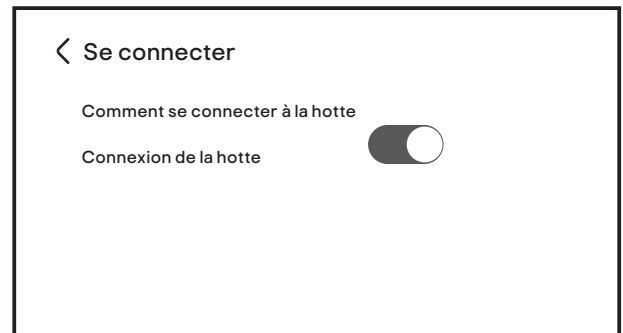 Se connecter
Comment se connecter à la hotte
Connexion de la hotte